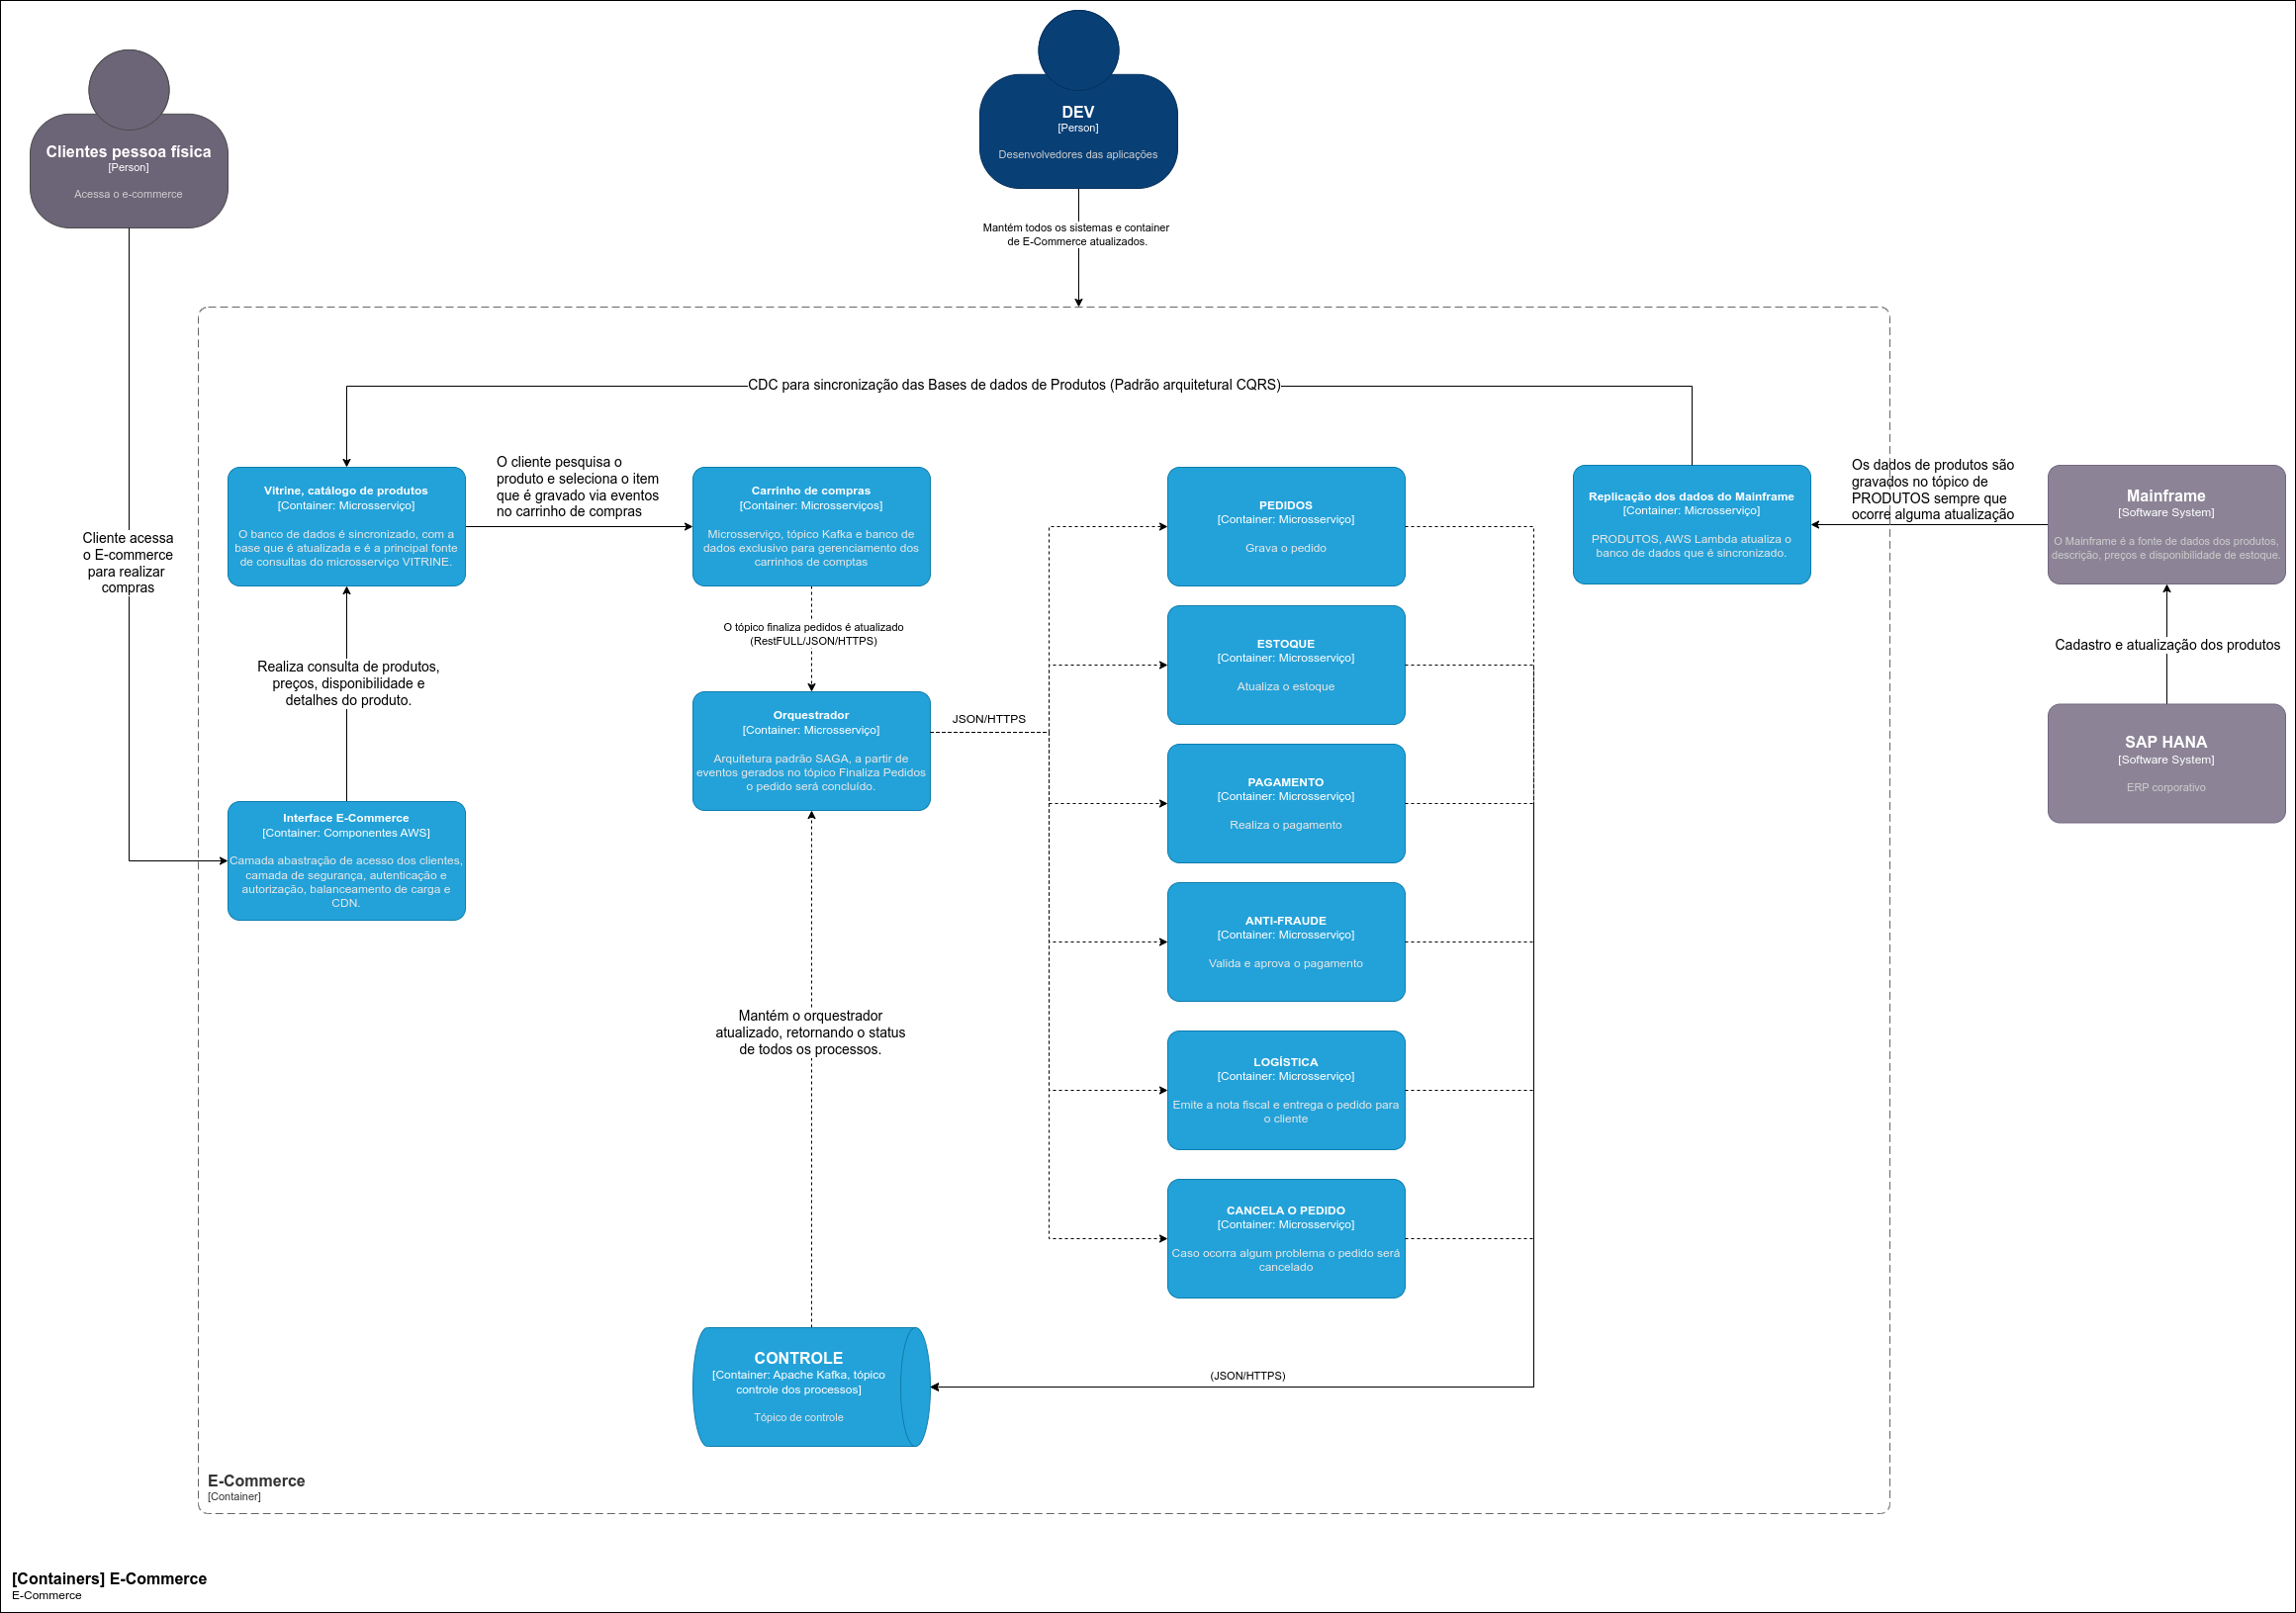 DEV
[Person]
Desenvolvedores das aplicações
Clientes pessoa física
[Person]
Acessa o e-commerce
Mantém todos os sistemas e container
de E-Commerce atualizados.
CDC para sincronização das Bases de dados de Produtos (Padrão arquitetural CQRS)
Cliente acessa
o E-commerce
para realizar
compras
Vitrine, catálogo de produtos
[Container: Microserviço]
O banco de dados é sincronizado, com a
base que é atualizada e é a principal fonte
de consultas do microsserviço VITRINE.
O cliente pesquisa o
produto e seleciona o item
que é gravado via eventos
no carrinho de compras
Carrinho de compras
[Container: Microserviços]
Microsserviço, tópico Kafka e banco de
dados exclusivo para gerenciamento dos
carrinhos de comptas
PEDIDOS
[Container: Microsserviço]
Grava o pedido
Replicação dos dados do Mainframe
[Container: Microsserviço]
PRODUTOS, AWS Lambda atualiza o
banco de dados que é sincronizado.
Os dados de produtos são
gravados no tópico de
PRODUTOS sempre que
ocorre alguma atualização
Mainframe
[Software System]
O Mainframe é a fonte de dados dos produtos,
descrição, preços e disponibilidade de estoque.
Cadastro e atualização dos produtos
SAP HANA
[Software System]
ERP corporativo
Realiza consulta de produtos,
preços, disponibilidade e
detalhes do produto.
Interface E-Commerce
[Container: Componentes AWS]
Camada abastração de acesso dos clientes,
camada de segurança, autenticação e
autorização, balanceamento de carga e
CDN.
O tópico finaliza pedidos é atualizado
(RestFULL/JSON/HTTPS)
Orquestrador
[Container: Microsserviço]
Arquitetura padrão SAGA, a partir de
eventos gerados no tópico Finaliza Pedidos
o pedido será concluído.
JSON/HTTPS
ESTOQUE
[Container: Microsserviço]
Atualiza o estoque
PAGAMENTO
[Container: Microsserviço]
Realiza o pagamento
ANTI-FRAUDE
[Container: Microsserviço]
Valida e aprova o pagamento
LOGÍSTICA
[Container: Microsserviço]
Emite a nota fiscal e entrega o pedido para
o cliente
CANCELA O PEDIDO
[Container: Microsserviço]
Caso ocorra algum problema o pedido será
cancelado
Mantém o orquestrador
atualizado, retornando o status
de todos os processos.
CONTROLE
[Container: Apache Kafka, tópico
controle dos processos]
Tópico de controle
(JSON/HTTPS)
E-Commerce
[Container]
[Containers] E-Commerce
E-Commerce